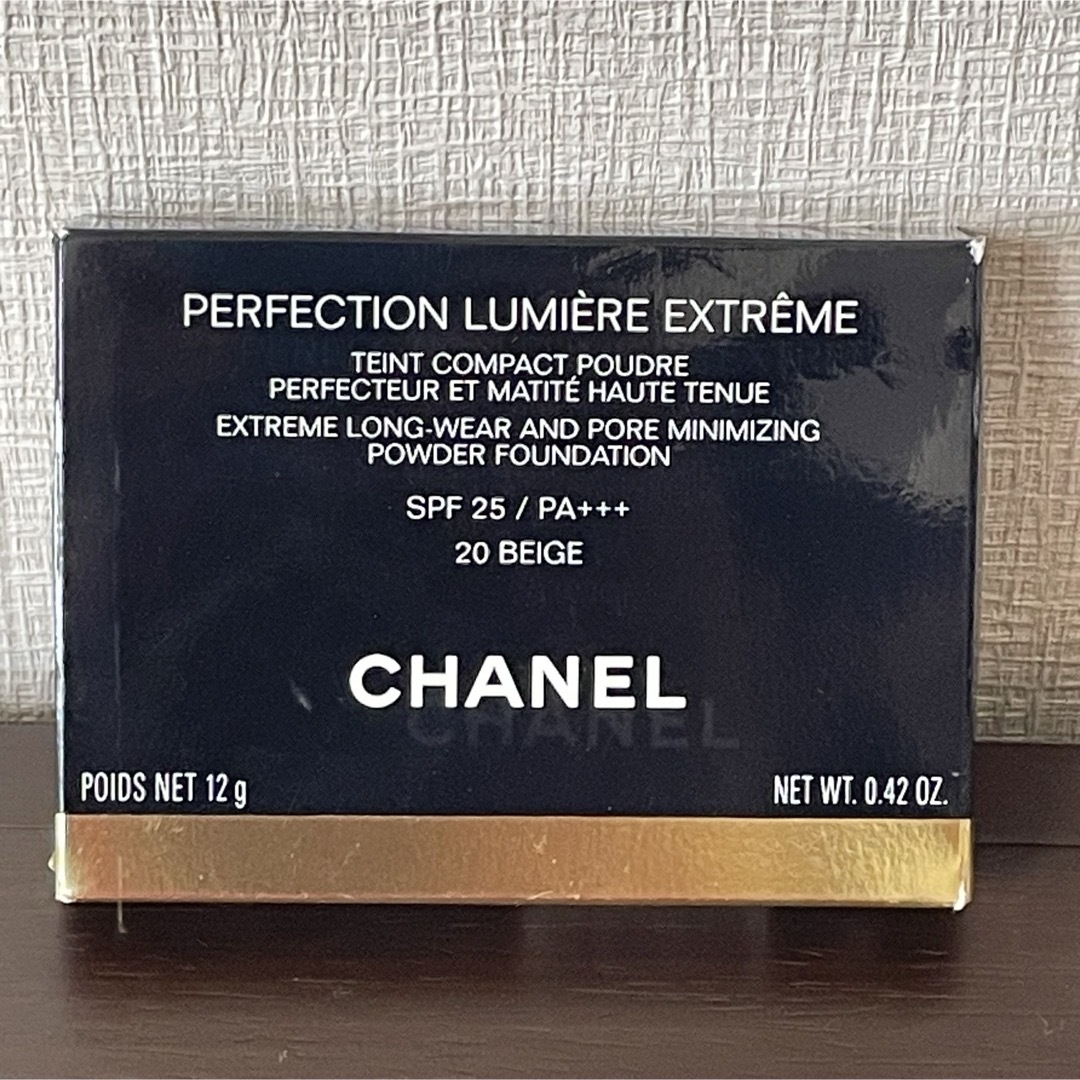 PERFECTION LUMIÈRE EXTRÊME
TEINT COMPACT POUDRE
PERFECTEUR ET MATITÉ HAUTE TENUE
EXTREME LONG-WEAR AND PORE MINIMIZING
POWDER FOUNDATION
SPF 25 / PA+++
20 BEIGE
CHANEL
CHANEL
POIDS NET 12 g
NET WT. 0.42 OZ.